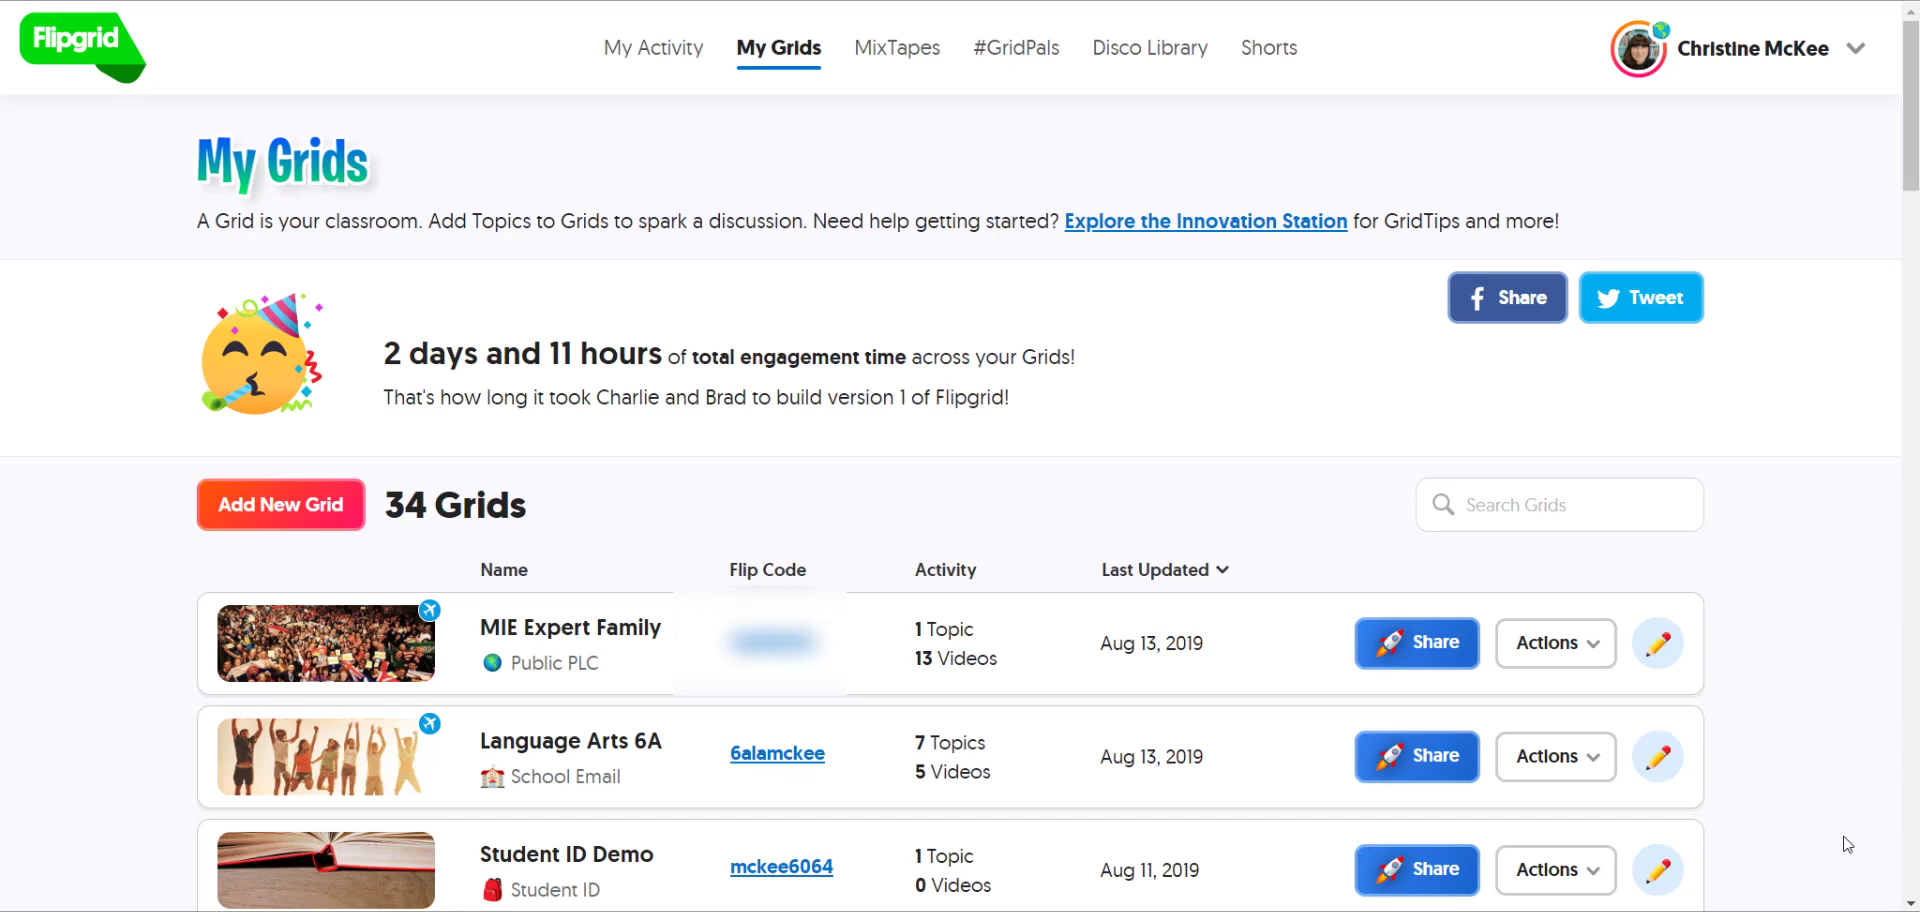 Flipgrid
My Activity
My Grids
MixTapes
#GridPals
Disco Library
Shorts
Christine McKee
My Grids
A Grid is your classroom. Add Topics to Grids to spark a discussion. Need help getting started? Explore the Innovation Station for GridTips and more!
Share
Tweet
2 days and 11 hours of total engagement time across your Grids!
That's how long it took Charlie and Brad to build version 1 of Flipgrid!
Add New Grid
34 Grids
Search Grids
Name
Flip Code
Activity
Last Updated
MIE Expert Family
Public PLC
1 Topic
13 Videos
Aug 13, 2019
Share
Actions
Language Arts 6A
School Email
6alamckee
7 Topics
5 Videos
Aug 13, 2019
Share
Actions
Student ID Demo
Student ID
mckee6064
1 Topic
0 Videos
Aug 11, 2019
Share
Actions